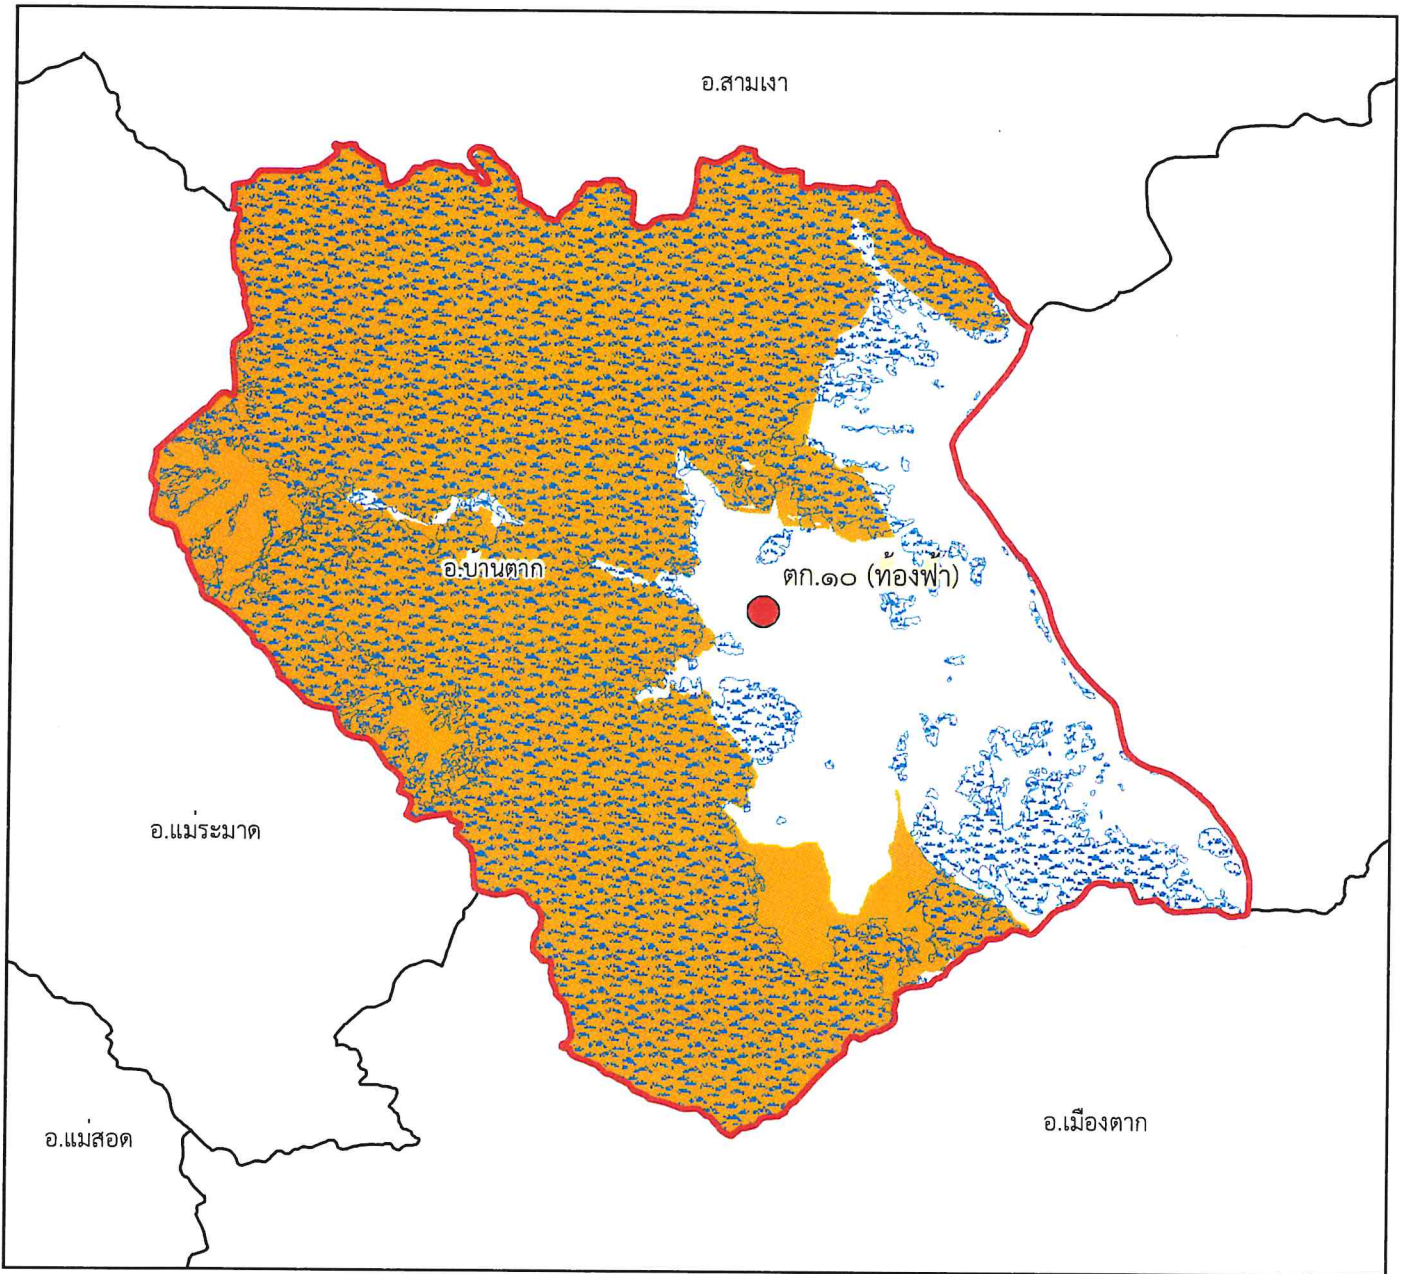 อ.สามเงา
อ.บ้านตาก
ตก.๑๐ (ท้องฟ้า)
อ.แม่ระมาด
อ.แม่สอด
อ.เมืองตาก